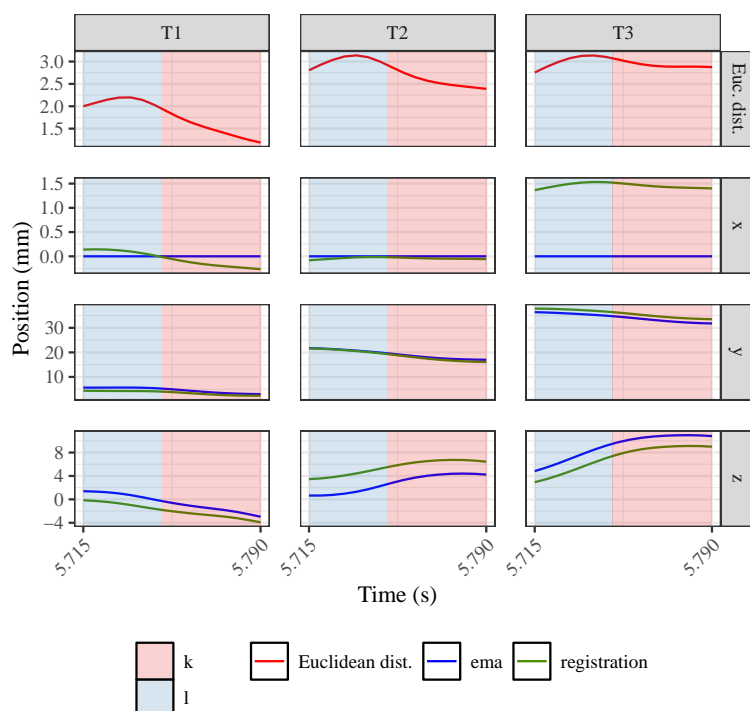 T1 T2 T3
3.0
2.5
2.0
1.5
Euc. dist.
1.5
1.0
0.5
0.0
x
30
20
10
y
8
4
0
−4
z
5.715 5.790 5.715 5.790 5.715 5.790
Position (mm)
Time (s)
k
l
Euclidean dist. ema registration